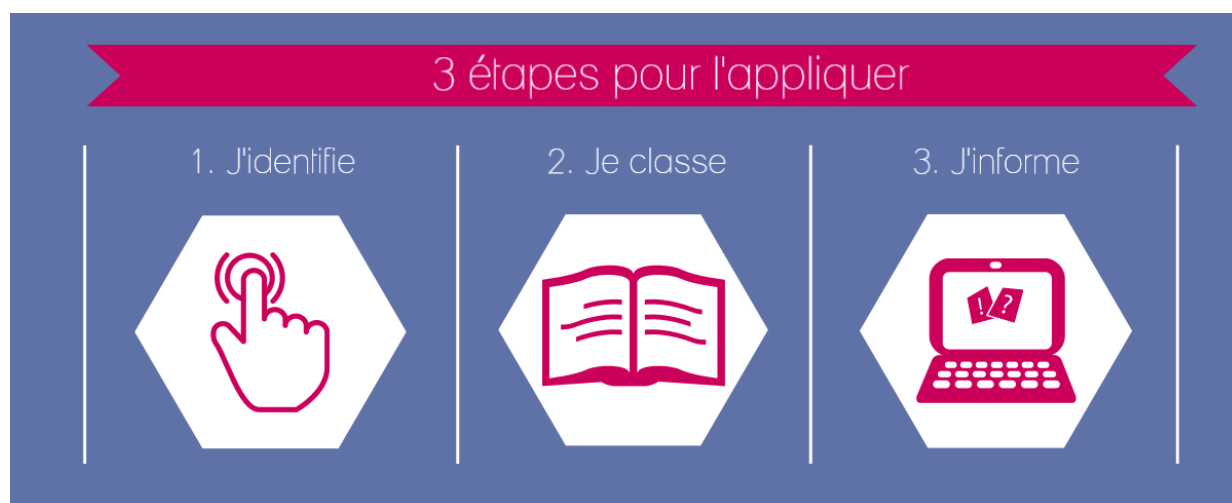 3 étapes pour l'appliquer
1. J'identifie
2. Je classe
3. J'informe
! ?